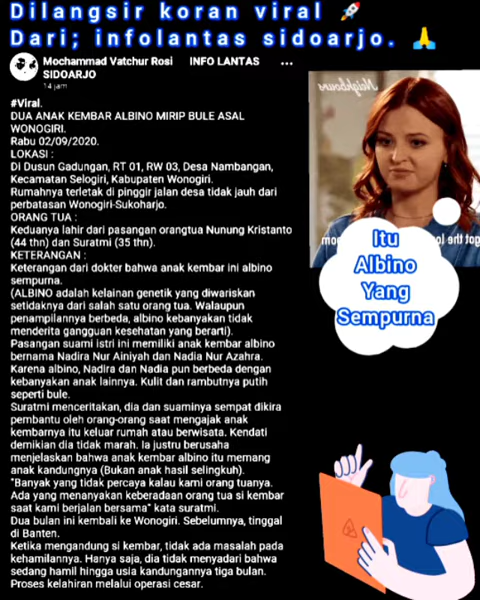 Dilangsir koran viral 🚀
Dari; infolantas sidoarjo. 🙏
Mochammad Vatchur Rosi INFO LANTAS ...
SIDOARJO
14 jam
#Viral.
DUA ANAK KEMBAR ALBINO MIRIP BULE ASAL
WONOGIRI.
Rabu 02/09/2020.
LOKASI :
Di Dusun Gadungan, RT 01, RW 03, Desa Nambangan,
Kecamatan Selogiri, Kabupaten Wonogiri.
Rumahnya terletak di pinggir jalan desa tidak jauh dari
perbatasan Wonogiri-Sukoharjo.
ORANG TUA :
Keduanya lahir dari pasangan orangtua Nunung Kristanto
(44 thn) dan Suratmi (35 thn).
KETERANGAN :
Keterangan dari dokter bahwa anak kembar ini albino
sempurna.
(ALBINO adalah kelainan genetik yang diwariskan
setidaknya dari salah satu orang tua. Walaupun
penampilannya berbeda, albino kebanyakan tidak
menderita gangguan kesehatan yang berarti).
Pasangan suami istri ini memiliki anak kembar albino
bernama Nadira Nur Ainiyah dan Nadia Nur Azahra.
Karena albino, Nadira dan Nadia pun berbeda dengan
kebanyakan anak lainnya. Kulit dan rambutnya putih
seperti bule.
Suratmi menceritakan, dia dan suaminya sempat dikira
pembantu oleh orang-orang saat mengajak anak
kembarnya itu keluar rumah atau berwisata. Kendati
demikian dia tidak marah. Ia justru berusaha
menjelaskan bahwa anak kembar albino itu memang
anak kandungnya (Bukan anak hasil selingkuh).
"Banyak yang tidak percaya kalau kami orang tuanya.
Ada yang menanyakan keberadaan orang tua si kembar
saat kami berjalan bersama" kata suratmi.
Dua bulan ini kembali ke Wonogiri. Sebelumnya, tinggal
di Banten.
Ketika mengandung si kembar, tidak ada masalah pada
kehamilannya. Hanya saja, dia tidak menyadari bahwa
sedang hamil hingga usia kandungannya tiga bulan.
Proses kelahiran melalui operasi cesar.
Neighbours
Itu
Albino
Yang
Sempurna